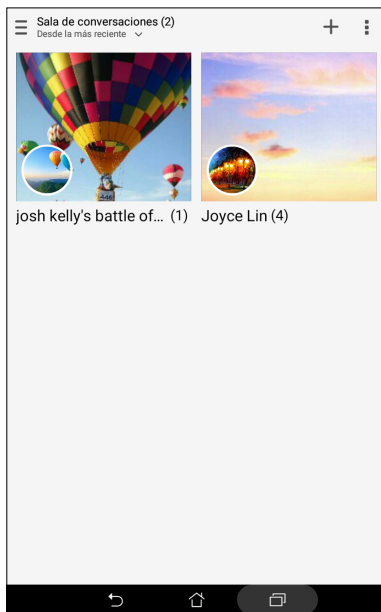 Sala de conversaciones (2)
Desde la más reciente
josh kelly's battle of... (1)
Joyce Lin (4)